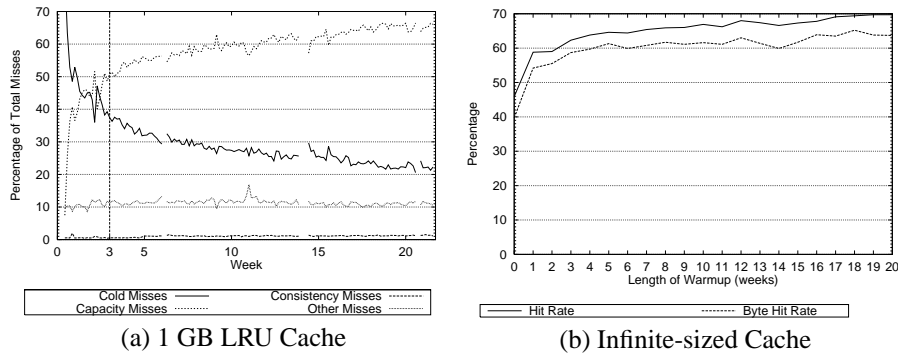 70
60
50
40
30
20
10
0
Percentage of Total Misses
0 3 5 10 15 20
Week
Cold Misses
Capacity Misses
Consistency Misses
Other Misses
(a) 1 GB LRU Cache
70
60
50
40
30
20
10
0
Percentage
0 1 2 3 4 5 6 7 8 9 10 11 12 13 14 15 16 17 18 19 20
Length of Warmup (weeks)
Hit Rate
Byte Hit Rate
(b) Infinite-sized Cache